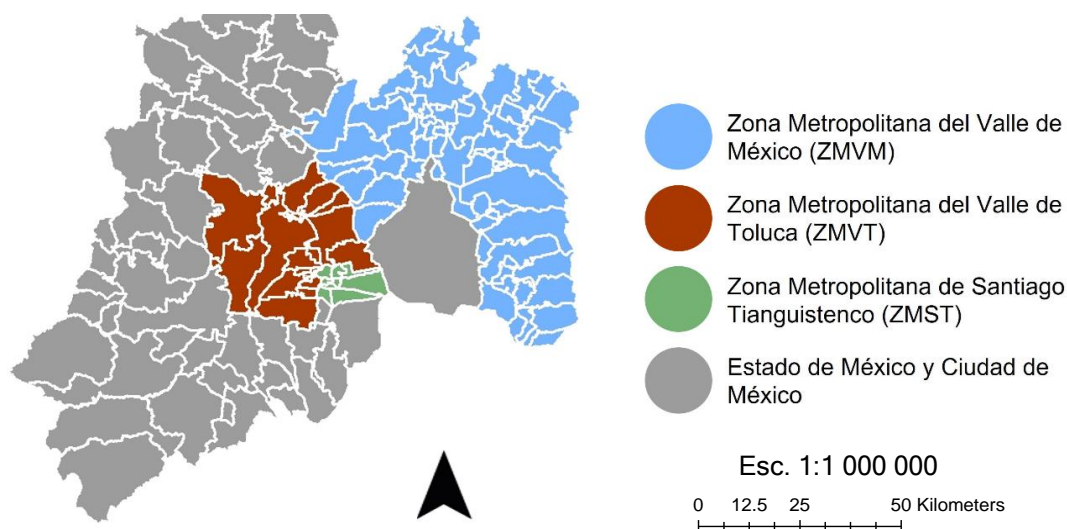 Zona Metropolitana del Valle de
México (ZMVM)
Zona Metropolitana del Valle de
Toluca (ZMVT)
Zona Metropolitana de Santiago
Tianguistenco (ZMST)
Estado de México y Ciudad de
México
Esc. 1:1 000 000
0 12.5 25 50 Kilometers